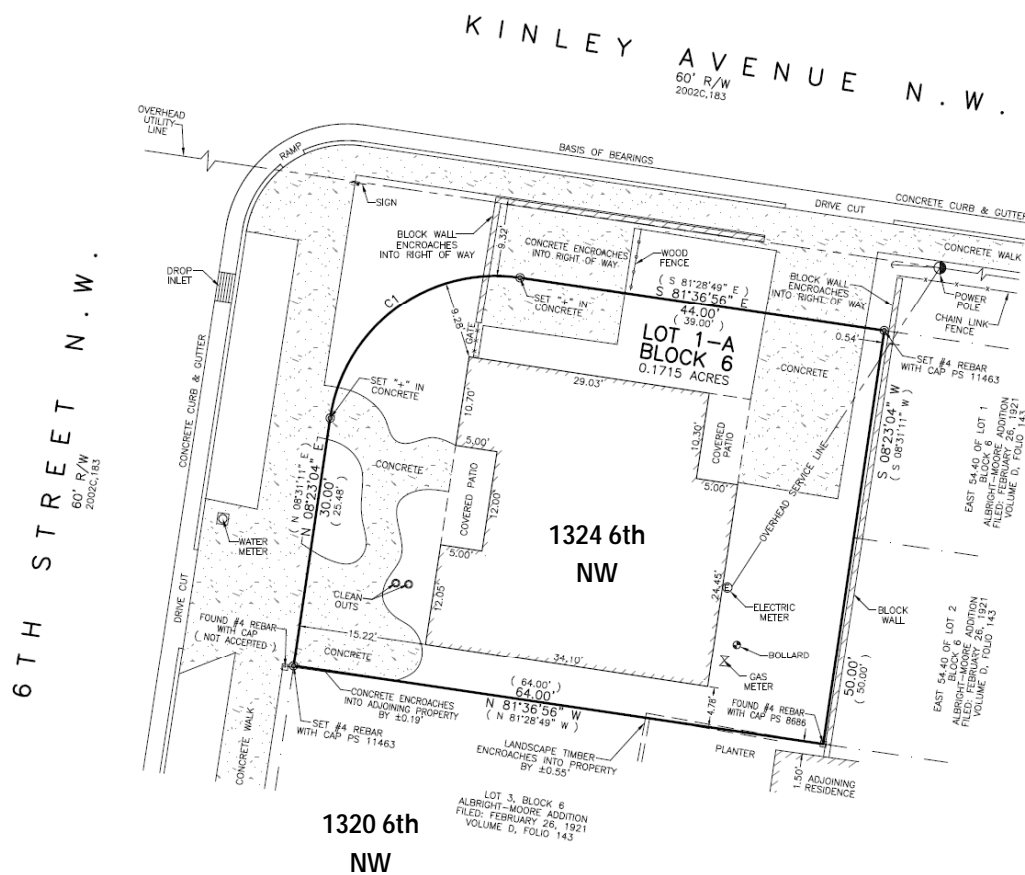 KINLEY AVENUE N.W.
60' R/W
2002C,183
OVERHEAD
UTILITY
LINE
RAMP
BASIS OF BEARINGS
DRIVE CUT
CONCRETE CURB & GUTTER
CONCRETE WALK
SIGN
BLOCK WALL
ENCROACHES
INTO RIGHT OF WAY
9.32'
CONCRETE ENCROACHES
INTO RIGHT OF WAY
WOOD
FENCE
BLOCK WALL
ENCROACHES
INTO RIGHT OF WAY
POWER
POLE
CHAIN LINK
FENCE
DROP
INLET
C1
SET "+" IN
CONCRETE
( S 81°28'49" E )
S 81°36'56" E
44.00'
( 39.00' )
LOT 1-A
BLOCK 6
0.1715 ACRES
0.54'
SET #4 REBAR
WITH CAP PS 11463
9.28'
GATE
29.03'
CONCRETE
SET "+" IN
CONCRETE
10.70'
5.00'
10.30'
COVERED
PATIO
5.00'
S 08°23'04" W
( S 08°31'11" W )
EAST 54.40 OF LOT 1
BLOCK 6
ALBRIGHT-MOORE ADDITION
FILED: FEBRUARY 26, 1921
VOLUME D, FOLIO 143
6TH STREET N.W.
60' R/W
2002C,183
CONCRETE CURB & GUTTER
( N 08°31'11" E )
N 08°23'04" E
30.00'
( 25.48' )
CONCRETE
COVERED PATIO
12.00'
5.00'
OVERHEAD SERVICE LINE
1324 6th
NW
WATER
METER
CLEAN
OUTS
12.05'
24.45'
E
ELECTRIC
METER
BLOCK
WALL
BOLLARD
GAS
METER
EAST 54.40 OF LOT 2
BLOCK 6
ALBRIGHT-MOORE ADDITION
FILED: FEBRUARY 26, 1921
VOLUME D, FOLIO 143
DRIVE CUT
FOUND #4 REBAR
WITH CAP
( NOT ACCEPTED )
15.22'
CONCRETE
34.10'
( 64.00' )
64.00'
N 81°36'56" W
( N 81°28'49" W )
4.78'
FOUND #4 REBAR
WITH CAP PS 8686
50.00'
( 50.00' )
CONCRETE ENCROACHES
INTO ADJOINING PROPERTY
BY ±0.19'
SET #4 REBAR
WITH CAP PS 11463
CONCRETE WALK
LANDSCAPE TIMBER
ENCROACHES INTO PROPERTY
BY ±0.55'
PLANTER
1.50'
ADJOINING
RESIDENCE
LOT 3, BLOCK 6
ALBRIGHT-MOORE ADDITION
FILED: FEBRUARY 26, 1921
VOLUME D, FOLIO 143
1320 6th
NW